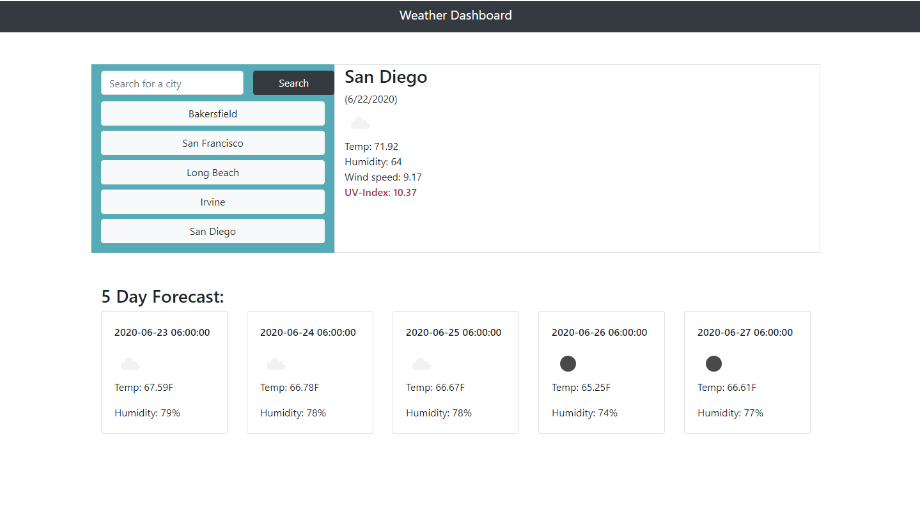 Weather Dashboard
Search for a city
Search
Bakersfield
San Francisco
Long Beach
Irvine
San Diego
San Diego
(6/22/2020)
Temp: 71.92
Humidity: 64
Wind speed: 9.17
UV-Index: 10.37
5 Day Forecast:
2020-06-23 06:00:00
Temp: 67.59F
Humidity: 79%
2020-06-24 06:00:00
Temp: 66.78F
Humidity: 78%
2020-06-25 06:00:00
Temp: 66.67F
Humidity: 78%
2020-06-26 06:00:00
Temp: 65.25F
Humidity: 74%
2020-06-27 06:00:00
Temp: 66.61F
Humidity: 77%